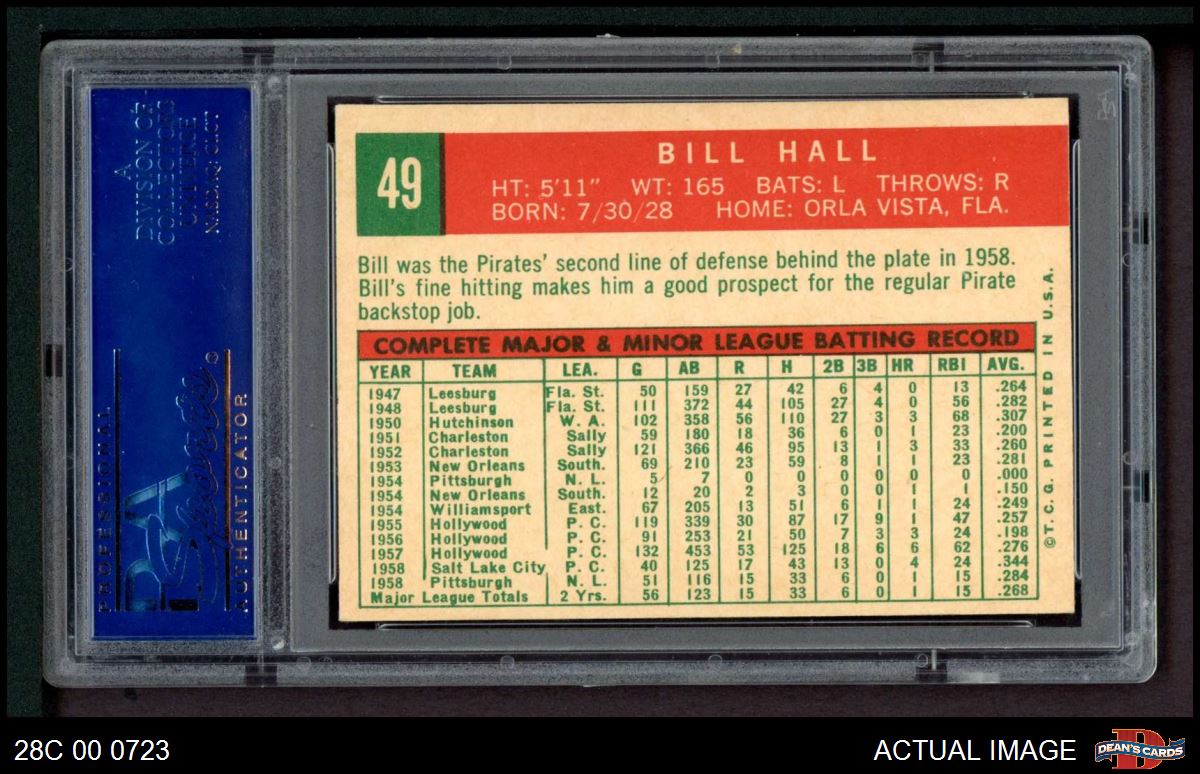 A
DIVISION OF
COLLECTORS
UNIVERSE
NASDAQ: CLCT
PROFESSIONAL
PSA
Sports
AUTHENTICATOR
®
49
BILL HALL
HT: 5'11" WT: 165 BATS: L THROWS: R
BORN: 7/30/28 HOME: ORLA VISTA, FLA.
Bill was the Pirates' second line of defense behind the plate in 1958.
Bill's fine hitting makes him a good prospect for the regular Pirate
backstop job.
COMPLETE MAJOR & MINOR LEAGUE BATTING RECORD
YEAR TEAM LEA. G AB R H 2B 3B HR RBI AVG.
1947 Leesburg Fla. St. 50 159 27 42 6 4 0 13 .264
1948 Leesburg Fla. St. 111 372 44 105 27 4 0 56 .282
1950 Hutchinson W. A. 102 358 56 110 27 3 3 68 .307
1951 Charleston Sally 59 180 18 36 6 0 1 23 .200
1952 Charleston Sally 121 366 46 95 13 1 3 33 .260
1953 New Orleans South. 69 210 23 59 8 1 1 23 .281
1954 Pittsburgh N. L. 5 7 0 0 0 0 0 0 .000
1954 New Orleans South. 12 20 2 3 0 0 1 1 .150
1954 Williamsport East. 67 205 13 51 6 1 1 24 .249
1955 Hollywood P. C. 119 339 30 87 17 9 1 47 .257
1956 Hollywood P. C. 91 253 21 50 7 3 3 24 .198
1957 Hollywood P. C. 132 453 53 125 18 6 6 62 .276
1958 Salt Lake City P. C. 40 125 17 43 13 0 4 24 .344
1958 Pittsburgh N. L. 51 116 15 33 6 0 1 15 .284
Major League Totals 2 Yrs. 56 123 15 33 6 0 1 15 .268
©T.C.G. PRINTED IN U.S.A.
28C 00 0723
ACTUAL IMAGE
DEAN'S CARDS